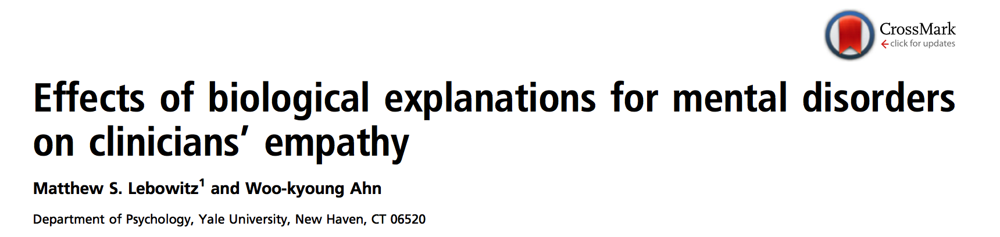 CrossMark
click for updates
Effects of biological explanations for mental disorders
on clinicians’ empathy
Matthew S. Lebowitz1 and Woo-kyoung Ahn
Department of Psychology, Yale University, New Haven, CT 06520